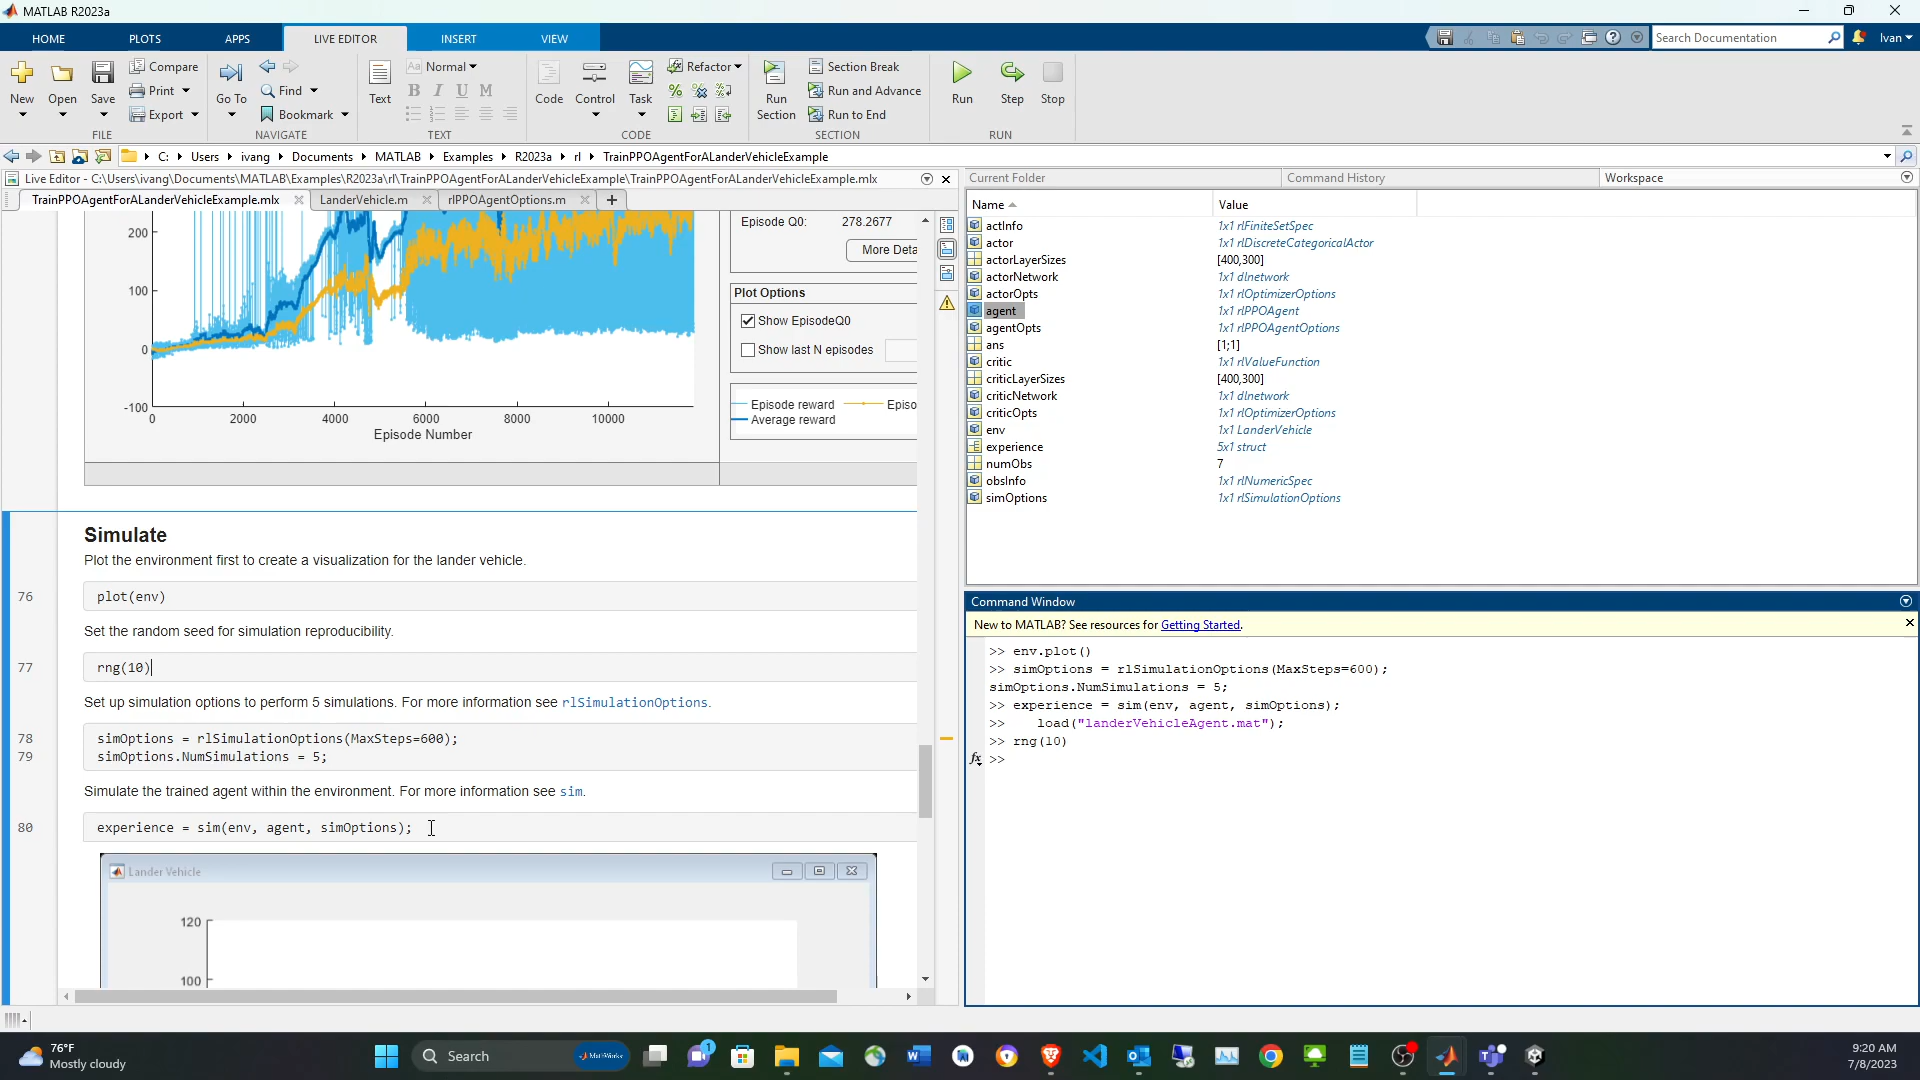 MATLAB R2023a
HOME PLOTS APPS LIVE EDITOR INSERT VIEW
Search Documentation Ivan
New Open Save Compare Print Export FILE
Go To Find Bookmark NAVIGATE
Text Aa Normal B I U M TEXT
Code Control Task Refactor CODE
Run Section Section Break Run and Advance Run to End SECTION
Run Step Stop RUN
C: Users ivang Documents MATLAB Examples R2023a rl TrainPPOAgentForALanderVehicleExample
Live Editor - C:\Users\ivang\Documents\MATLAB\Examples\R2023a\rl\TrainPPOAgentForALanderVehicleExample\TrainPPOAgentForALanderVehicleExample.mlx
TrainPPOAgentForALanderVehicleExample.mlx LanderVehicle.m rlPPOAgentOptions.m
200
100
0
-100
0 2000 4000 6000 8000 10000
Episode Number
Episode Q0: 278.2677
More Deta
Plot Options
Show EpisodeQ0
Show last N episodes
Episode reward Episo
Average reward
Simulate
Plot the environment first to create a visualization for the lander vehicle.
76 plot(env)
Set the random seed for simulation reproducibility.
77 rng(10)
Set up simulation options to perform 5 simulations. For more information see rlSimulationOptions.
78 simOptions = rlSimulationOptions(MaxSteps=600);
79 simOptions.NumSimulations = 5;
Simulate the trained agent within the environment. For more information see sim.
80 experience = sim(env, agent, simOptions);
Lander Vehicle
120
100
Current Folder Command History Workspace
Name Value
actInfo 1x1 rlFiniteSetSpec
actor 1x1 rlDiscreteCategoricalActor
actorLayerSizes [400,300]
actorNetwork 1x1 dlnetwork
actorOpts 1x1 rlOptimizerOptions
agent 1x1 rlPPOAgent
agentOpts 1x1 rlPPOAgentOptions
ans [1;1]
critic 1x1 rlValueFunction
criticLayerSizes [400,300]
criticNetwork 1x1 dlnetwork
criticOpts 1x1 rlOptimizerOptions
env 1x1 LanderVehicle
experience 5x1 struct
numObs 7
obsInfo 1x1 rlNumericSpec
simOptions 1x1 rlSimulationOptions
Command Window
New to MATLAB? See resources for Getting Started.
>> env.plot()
>> simOptions = rlSimulationOptions(MaxSteps=600);
simOptions.NumSimulations = 5;
>> experience = sim(env, agent, simOptions);
>> load("landerVehicleAgent.mat");
>> rng(10)
fx >>
76°F
Mostly cloudy
Search
MathWorks
1
9:20 AM
7/8/2023